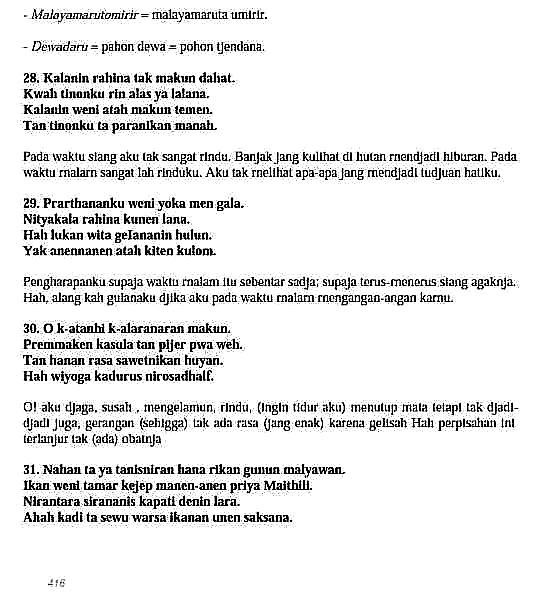 - Malayamarutomirir = malayamaruta umirir.
- Dewadaru = pahon dewa = pohon tjendana.
28. Kalanin rahina tak makun dahat.
Kwah tinonku rin alas ya lalana.
Kalanin weni atah makun temen.
Tan tinonku ta paranikan manah.
Pada waktu siang aku tak sangat rindu. Banjak jang kulihat di hutan mendjadi hiburan. Pada
waktu malam sangat lah rinduku. Aku tak melihat apa-apa jang mendjadi tudjuan hatiku.
29. Prarthananku weni yoka men gala.
Nityakala rahina kunen lana.
Hah lukan wita gelananin hulun.
Yak anennanen atah kiten kulom.
Pengharapanku supaja waktu malam itu sebentar sadja; supaja terus-menerus siang agaknja.
Hah, alang kah gulanaku djika aku pada waktu malam mengangan-angan kamu.
30. O k-atanhi k-alaranaran makun.
Premmaken kasula tan pijer pwa weh.
Tan hanan rasa sawetnikan huyan.
Hah wiyoga kadurus nirosadhalf.
O! aku djaga, susah , mengelamun, rindu, (ingin tidur aku) menutup mata tetapi tak djadi-
djadi juga, gerangan (sehigga) tak ada rasa (jang enak) karena gelisah Hah perpisahan ini
terlanjur tak (ada) obatnja
31. Nahan ta ya tanisniran hana rikan gunun malyawan.
Ikan weni tamar kejep manen-anen priya Maithili.
Nirantara sirananis kapati denin lara.
Ahah kadi ta sewu warsa ikanan unen saksana.
416